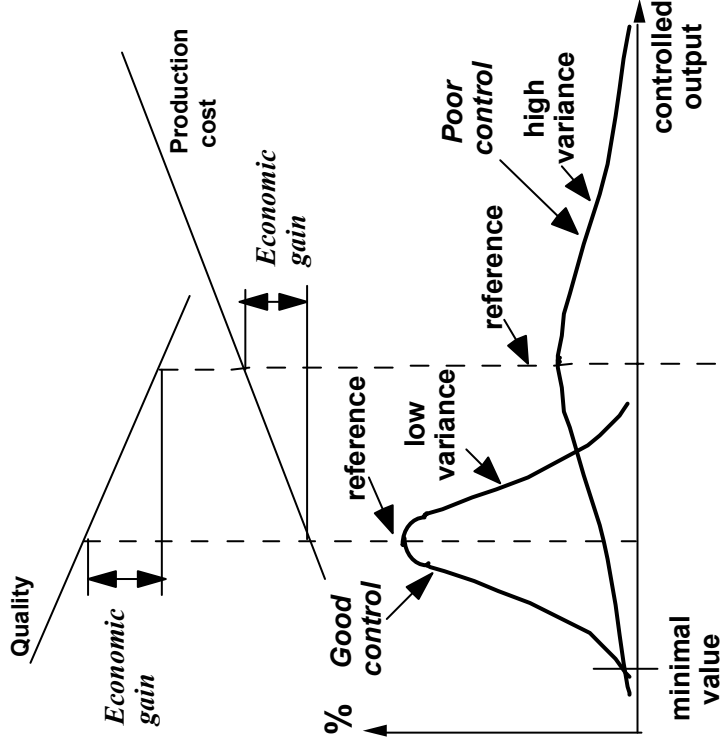 Quality
Economic
gain
Production
cost
Economic
gain
%
Good
control
reference
low
variance
reference
Poor
control
high
variance
minimal
value
controlled
output